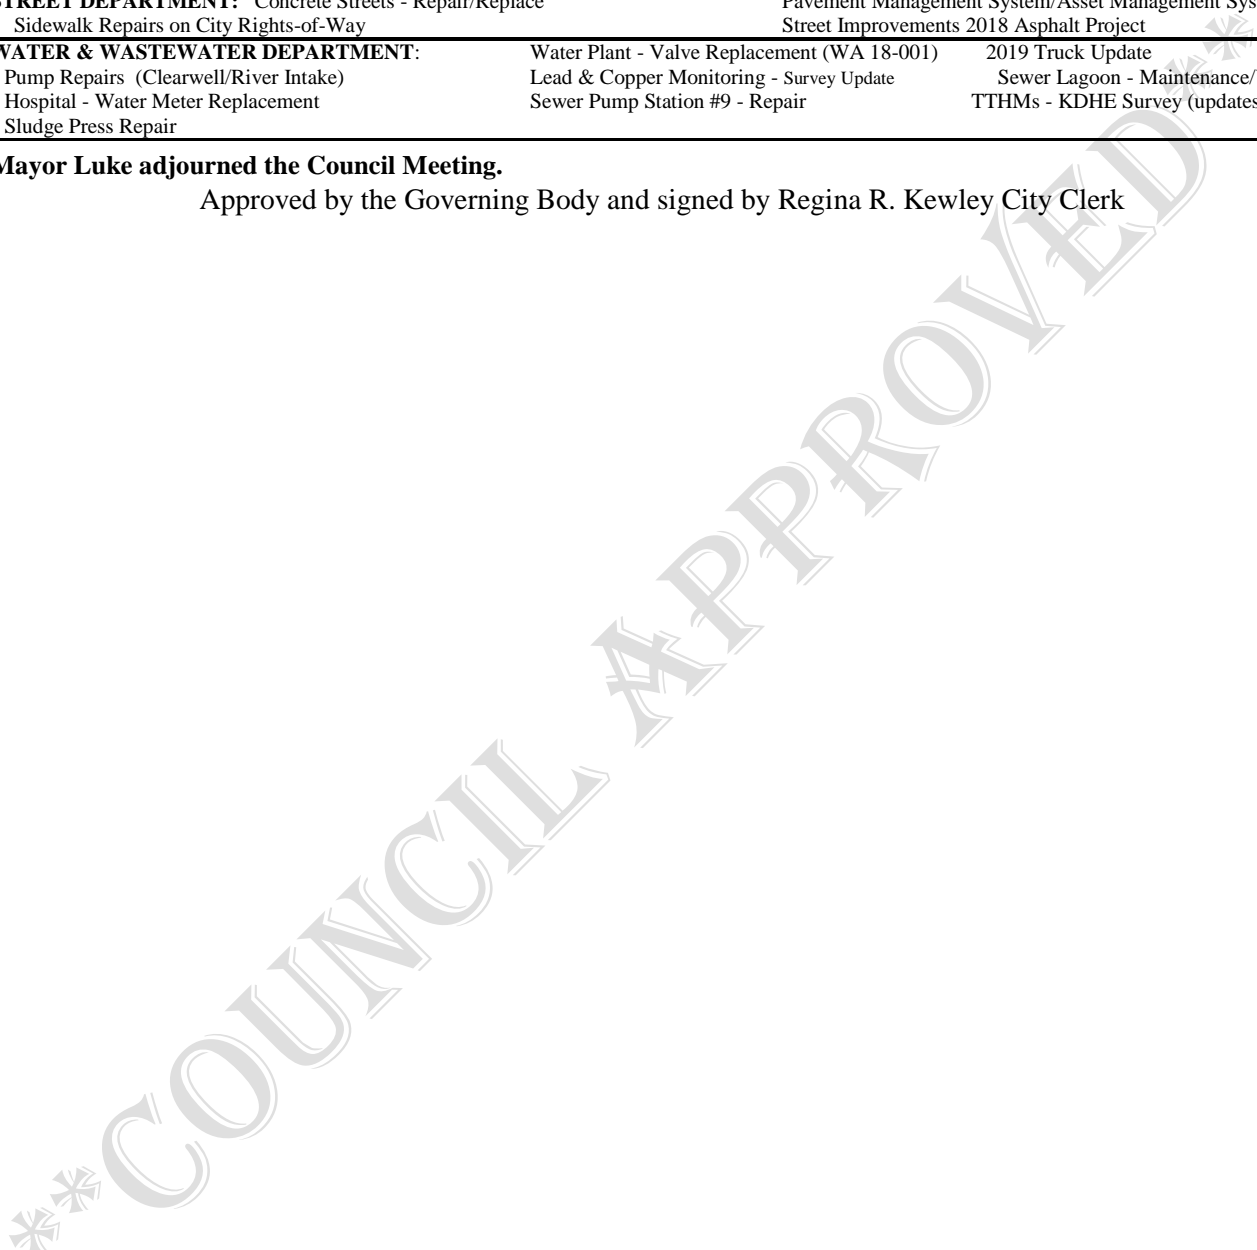 STREET DEPARTMENT: Concrete Streets - Repair/Replace Pavement Management System/Asset Management Sys
Sidewalk Repairs on City Rights-of-Way Street Improvements 2018 Asphalt Project
WATER & WASTEWATER DEPARTMENT: Water Plant - Valve Replacement (WA 18-001) 2019 Truck Update
Pump Repairs (Clearwell/River Intake) Lead & Copper Monitoring - Survey Update Sewer Lagoon - Maintenance/
Hospital - Water Meter Replacement Sewer Pump Station #9 - Repair TTHMs - KDHE Survey (updates
Sludge Press Repair
Mayor Luke adjourned the Council Meeting.
Approved by the Governing Body and signed by Regina R. Kewley City Clerk
**COUNCIL APPROVED**